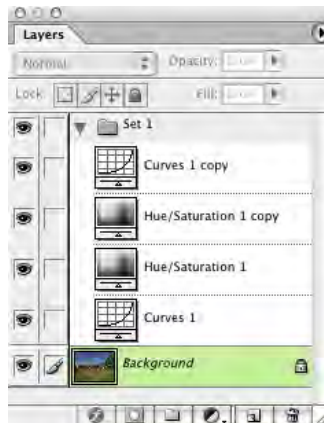 Layers
Normal Opacity:
Lock: Fill:
Set 1
Curves 1 copy
Hue/Saturation 1 copy
Hue/Saturation 1
Curves 1
Background